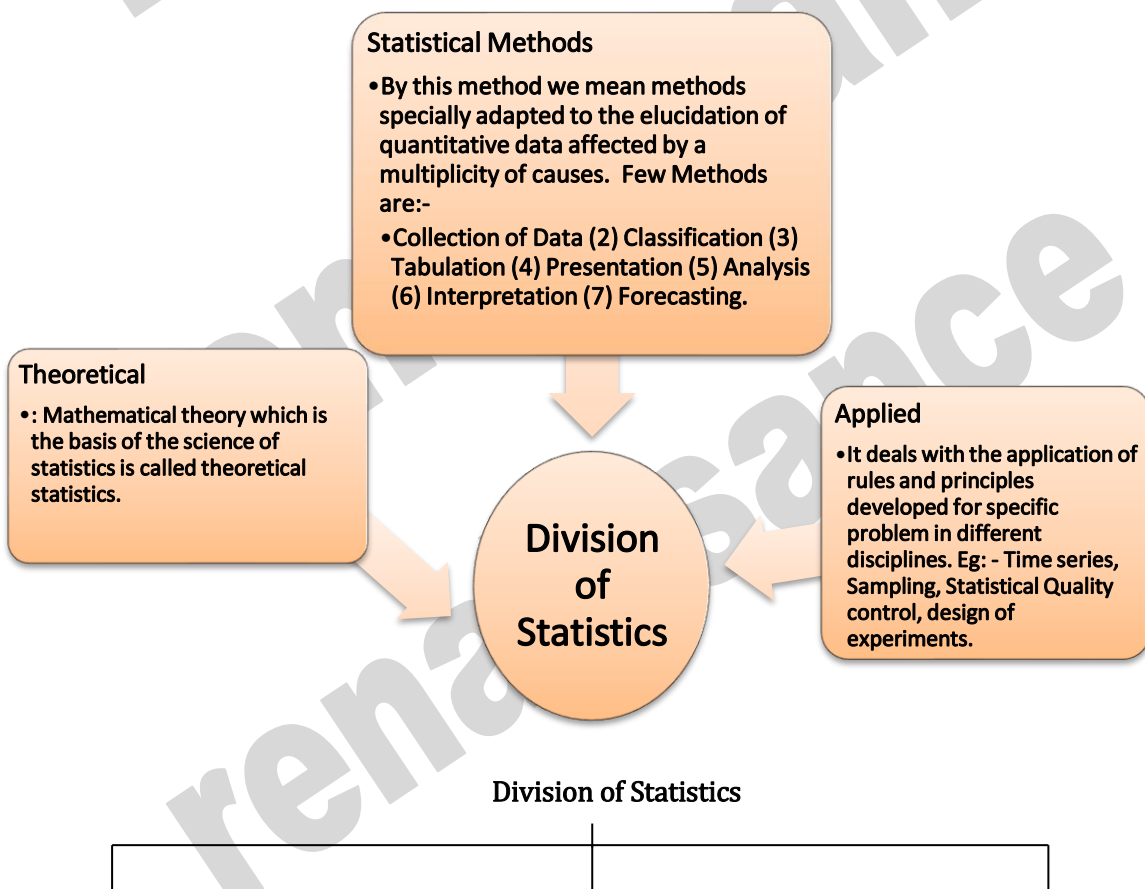 Statistical Methods
•By this method we mean methods
specially adapted to the elucidation of
quantitative data affected by a
multiplicity of causes.  Few Methods
are:-
•Collection of Data (2) Classification (3)
Tabulation (4) Presentation (5) Analysis
(6) Interpretation (7) Forecasting.
Theoretical
•: Mathematical theory which is
the basis of the science of
statistics is called theoretical
statistics.
Applied
•It deals with the application of
rules and principles
developed for specific
problem in different
disciplines. Eg: - Time series,
Sampling, Statistical Quality
control, design of
experiments.
Division
of
Statistics
Division of Statistics